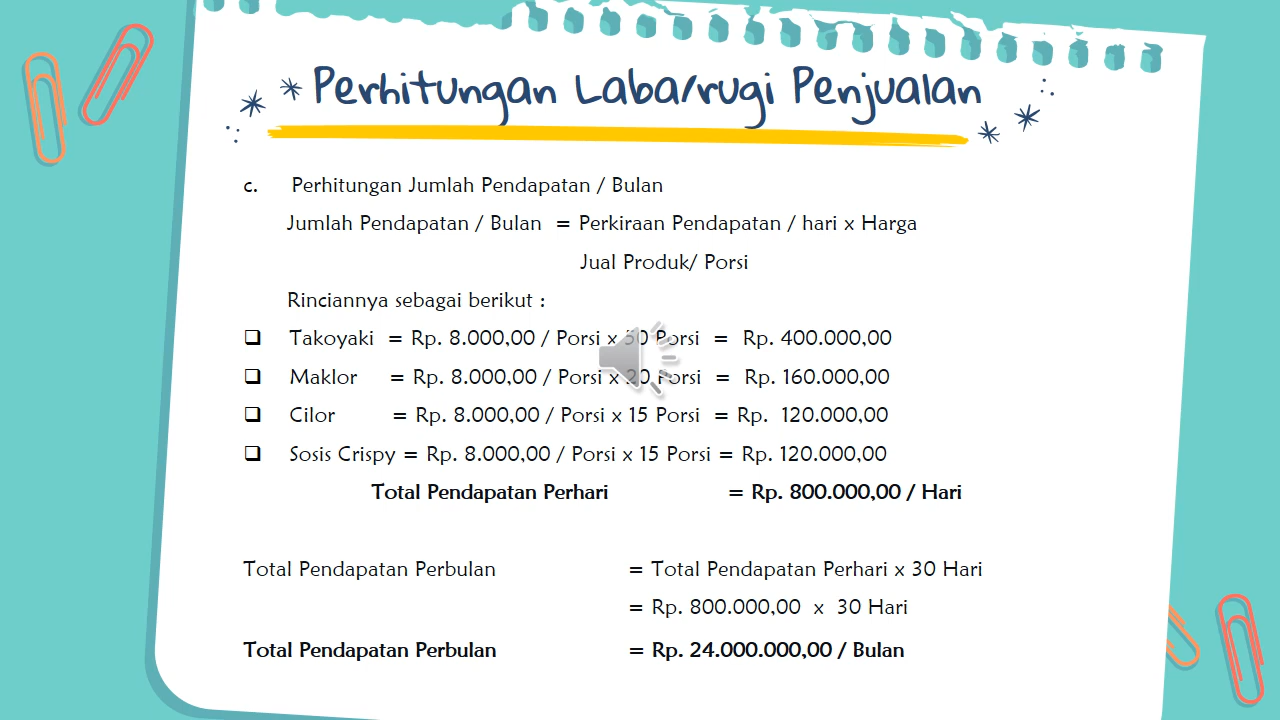 Perhitungan Laba/rugi Penjualan
c. Perhitungan Jumlah Pendapatan / Bulan
Jumlah Pendapatan / Bulan = Perkiraan Pendapatan / hari x Harga
Jual Produk/ Porsi
Rinciannya sebagai berikut :
❑ Takoyaki = Rp. 8.000,00 / Porsi x 50 Porsi = Rp. 400.000,00
❑ Maklor = Rp. 8.000,00 / Porsi x 20 Porsi = Rp. 160.000,00
❑ Cilor = Rp. 8.000,00 / Porsi x 15 Porsi = Rp. 120.000,00
❑ Sosis Crispy = Rp. 8.000,00 / Porsi x 15 Porsi = Rp. 120.000,00
Total Pendapatan Perhari = Rp. 800.000,00 / Hari
Total Pendapatan Perbulan = Total Pendapatan Perhari x 30 Hari
= Rp. 800.000,00 x 30 Hari
Total Pendapatan Perbulan = Rp. 24.000.000,00 / Bulan